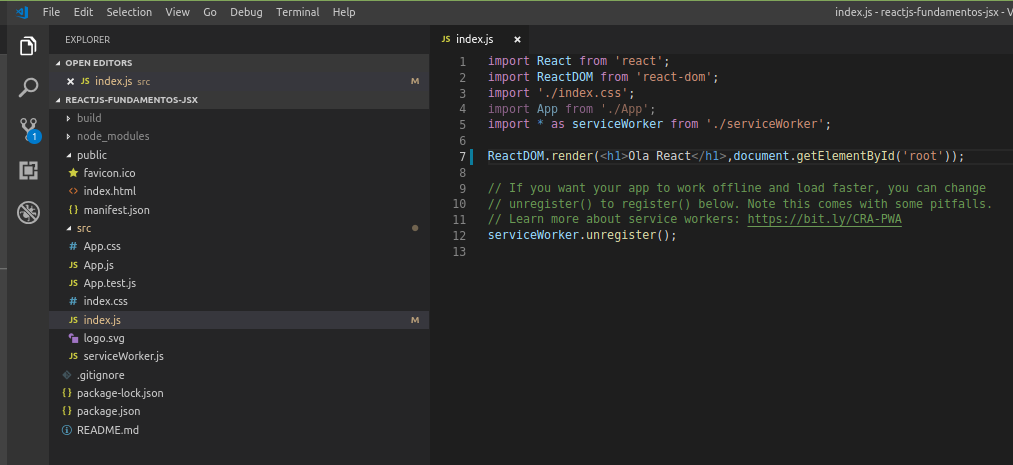 File Edit Selection View Go Debug Terminal Help
index.js - reactjs-fundamentos-jsx - V
EXPLORER
OPEN EDITORS
JS index.js src M
REACTJS-FUNDAMENTOS-JSX
build
node_modules
public
favicon.ico
<> index.html
{} manifest.json
src
# App.css
JS App.js
JS App.test.js
# index.css
JS index.js M
logo.svg
JS serviceWorker.js
.gitignore
{} package-lock.json
{} package.json
README.md
1
JS index.js
1 import React from 'react';
2 import ReactDOM from 'react-dom';
3 import './index.css';
4 import App from './App';
5 import * as serviceWorker from './serviceWorker';
6
7 ReactDOM.render(<h1>Ola React</h1>,document.getElementById('root'));
8
9 // If you want your app to work offline and load faster, you can change
10 // unregister() to register() below. Note this comes with some pitfalls.
11 // Learn more about service workers: https://bit.ly/CRA-PWA
12 serviceWorker.unregister();
13